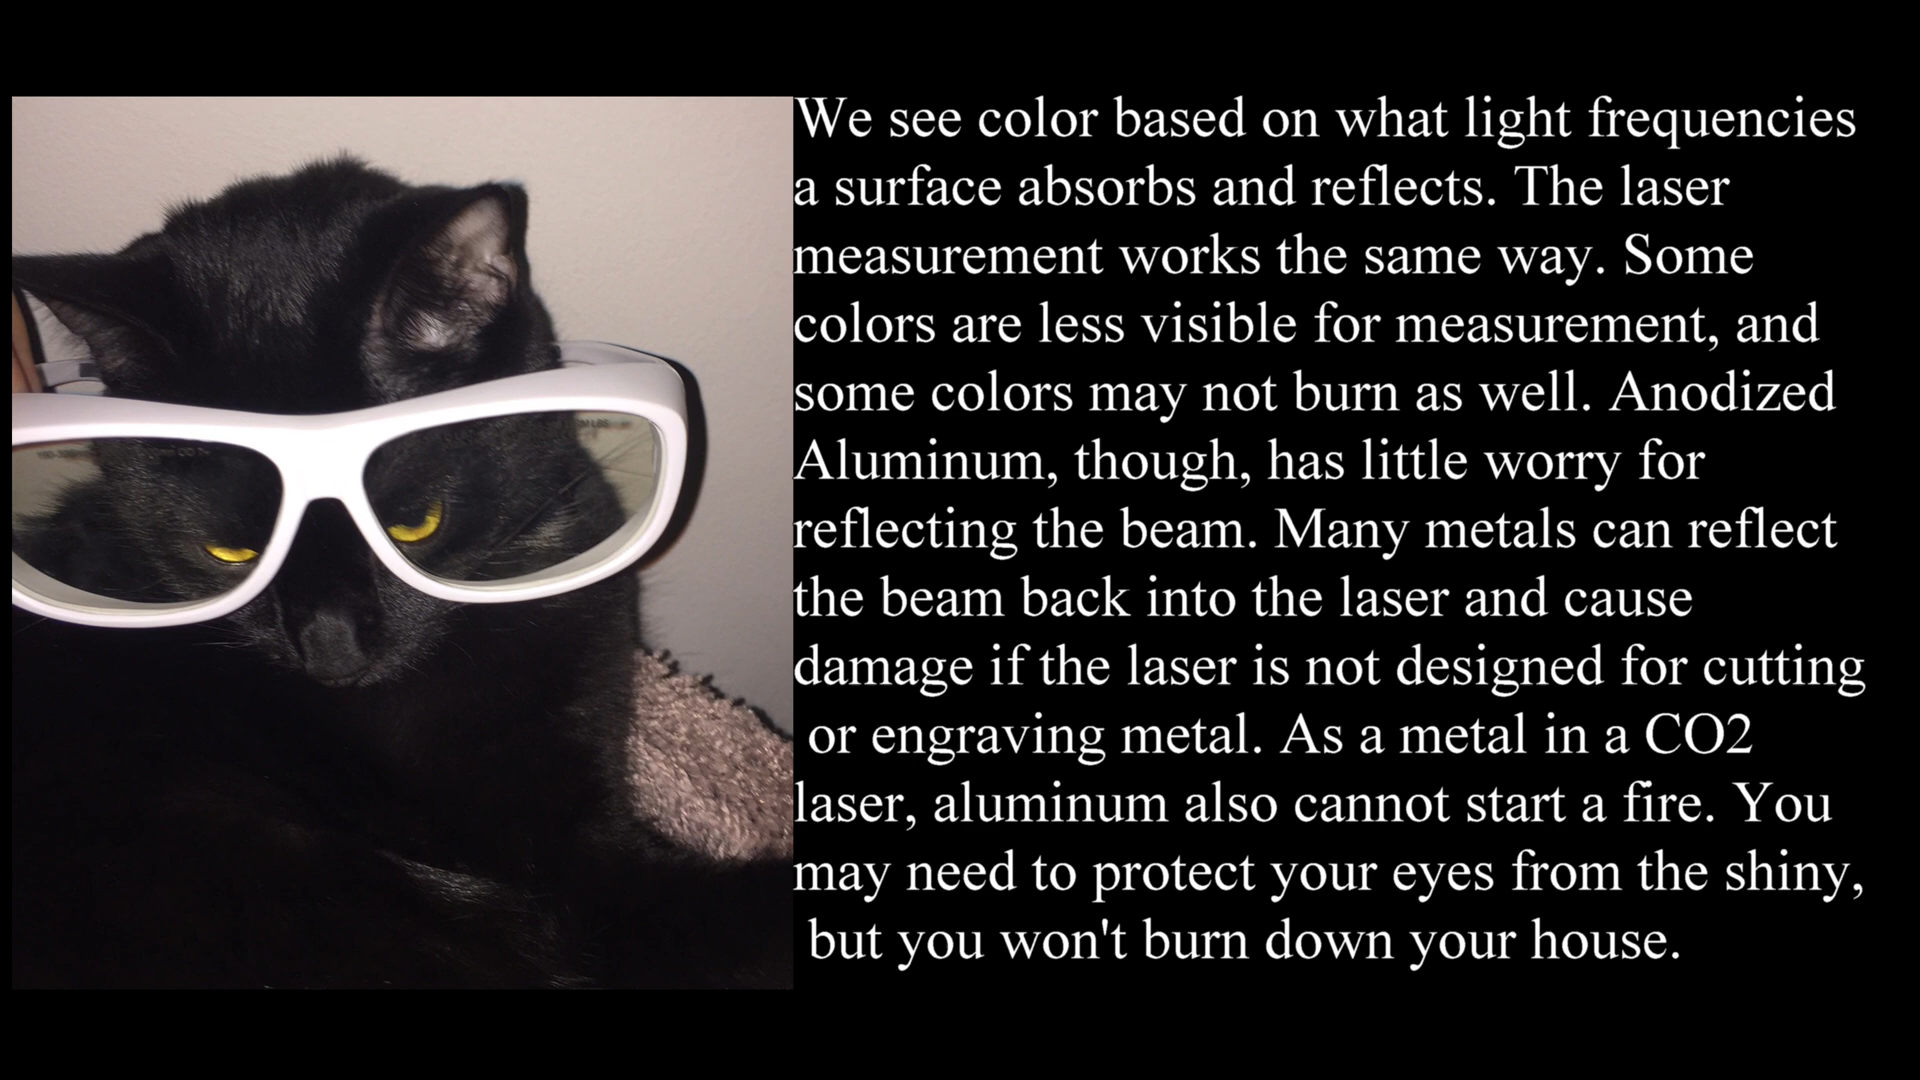 We see color based on what light frequencies
a surface absorbs and reflects. The laser
measurement works the same way. Some
colors are less visible for measurement, and
some colors may not burn as well. Anodized
Aluminum, though, has little worry for
reflecting the beam. Many metals can reflect
the beam back into the laser and cause
damage if the laser is not designed for cutting
or engraving metal. As a metal in a CO2
laser, aluminum also cannot start a fire. You
may need to protect your eyes from the shiny,
but you won't burn down your house.